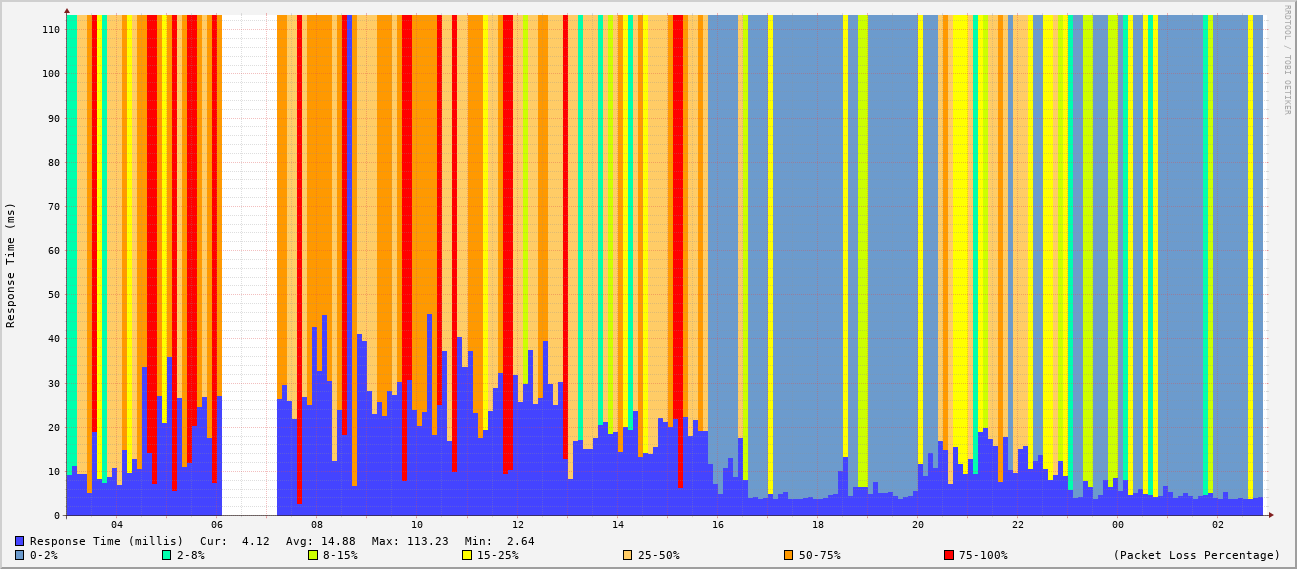 RRDTOOL / TOBI OETIKER
Response Time (ms)
110
100
90
80
70
60
50
40
30
20
10
0
04 06 08 10 12 14 16 18 20 22 00 02
Response Time (millis) Cur: 4.12 Avg: 14.88 Max: 113.23 Min: 2.64
0-2% 2-8% 8-15% 15-25% 25-50% 50-75% 75-100% (Packet Loss Percentage)